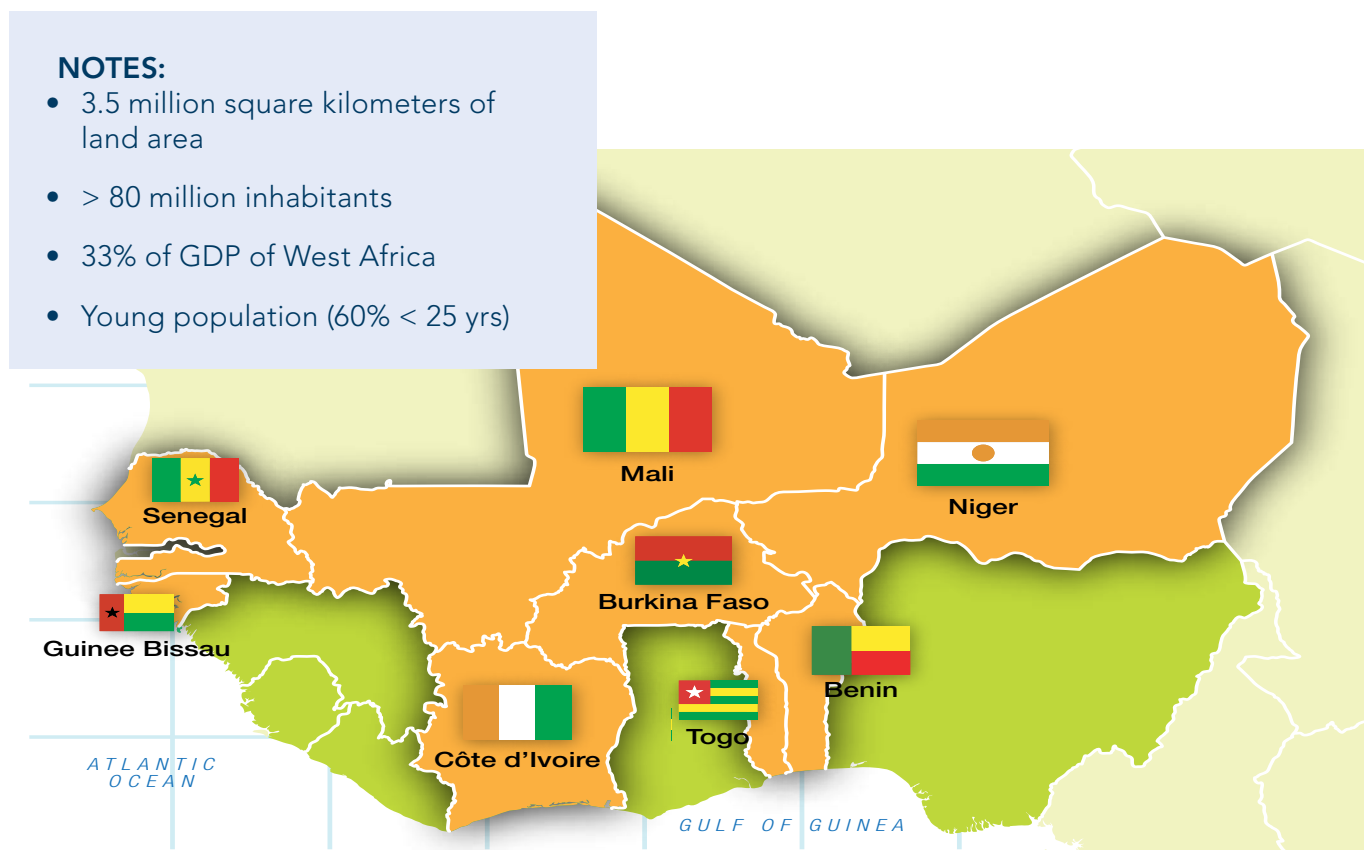 NOTES:
• 3.5 million square kilometers of
land area
• > 80 million inhabitants
• 33% of GDP of West Africa
• Young population (60% < 25 yrs)
Mali
Niger
Senegal
Burkina Faso
Guinee Bissau
Benin
Togo
Côte d'Ivoire
ATLANTIC
OCEAN
GULF OF GUINEA